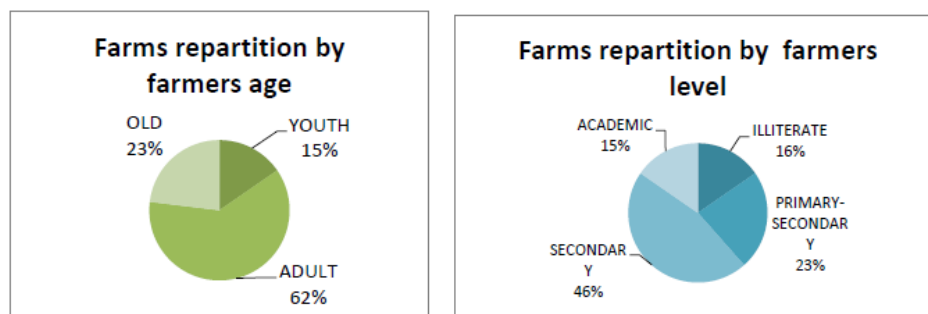 Farms repartition by
farmers age
OLD
23%
YOUTH
15%
ADULT
62%
Farms repartition by  farmers
level
ACADEMIC
15%
ILLITERATE
16%
PRIMARY-
SECONDAR
Y
23%
SECONDAR
Y
46%